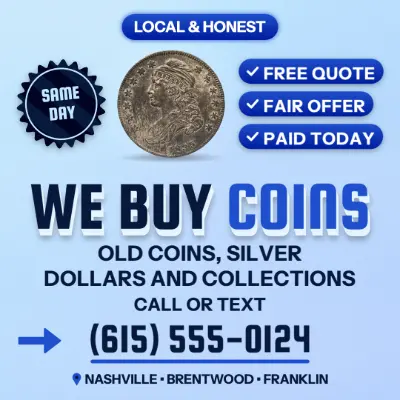 LOCAL & HONEST
SAME
DAY
FREE QUOTE
FAIR OFFER
PAID TODAY
WE BUY COINS
OLD COINS, SILVER
DOLLARS AND COLLECTIONS
CALL OR TEXT
(615) 555-0124
NASHVILLE • BRENTWOOD • FRANKLIN